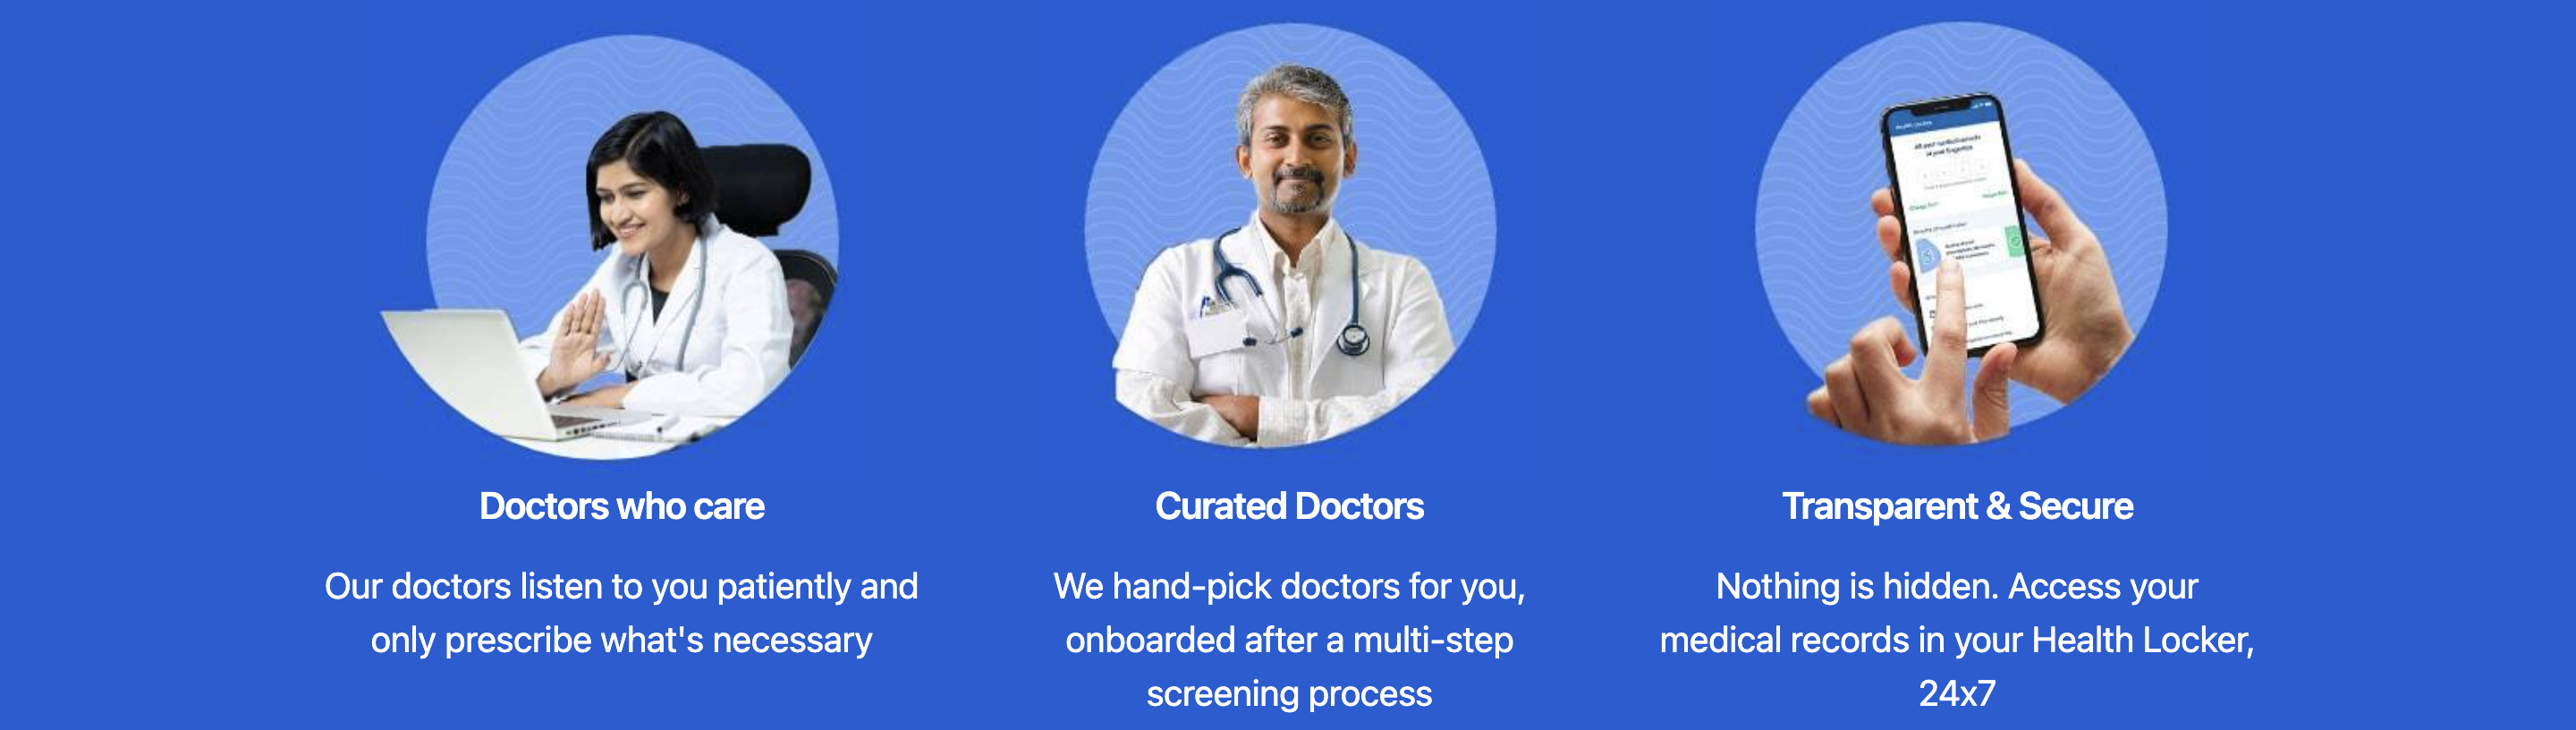 Doctors who care
Our doctors listen to you patiently and
only prescribe what's necessary
Curated Doctors
We hand-pick doctors for you,
onboarded after a multi-step
screening process
Transparent & Secure
Nothing is hidden. Access your
medical records in your Health Locker,
24x7